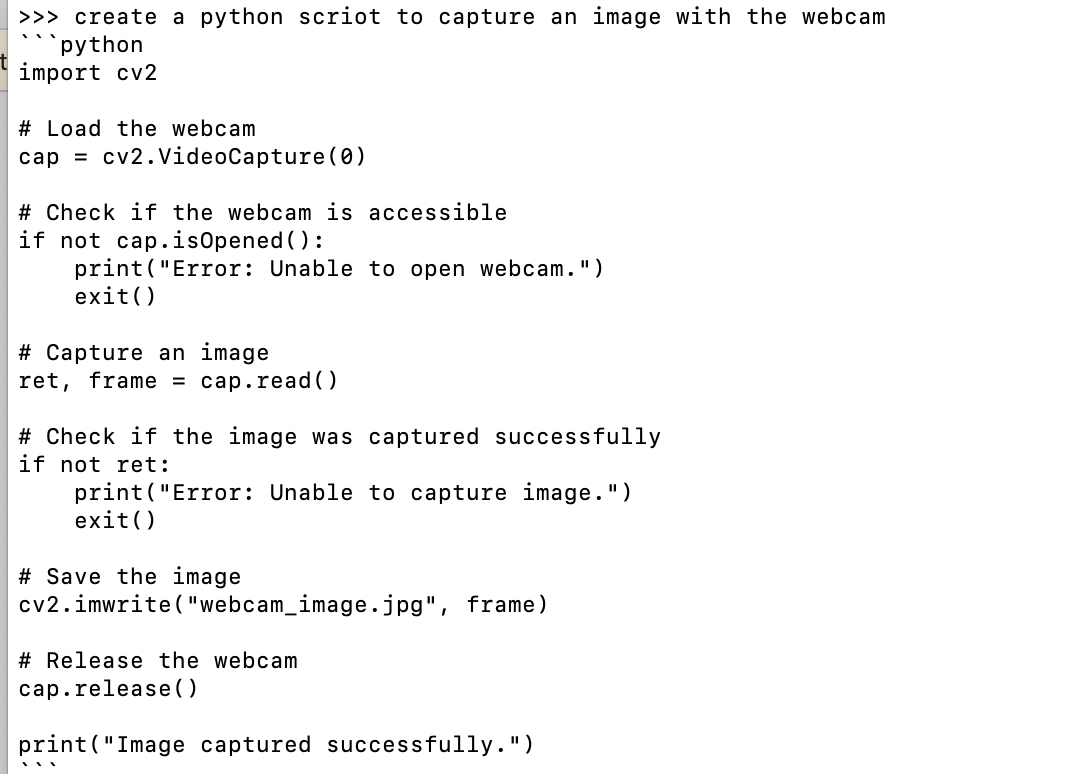 >>> create a python scriot to capture an image with the webcam
```python
import cv2

# Load the webcam
cap = cv2.VideoCapture(0)

# Check if the webcam is accessible
if not cap.isOpened():
    print("Error: Unable to open webcam.")
    exit()

# Capture an image
ret, frame = cap.read()

# Check if the image was captured successfully
if not ret:
    print("Error: Unable to capture image.")
    exit()

# Save the image
cv2.imwrite("webcam_image.jpg", frame)

# Release the webcam
cap.release()

print("Image captured successfully.")
```